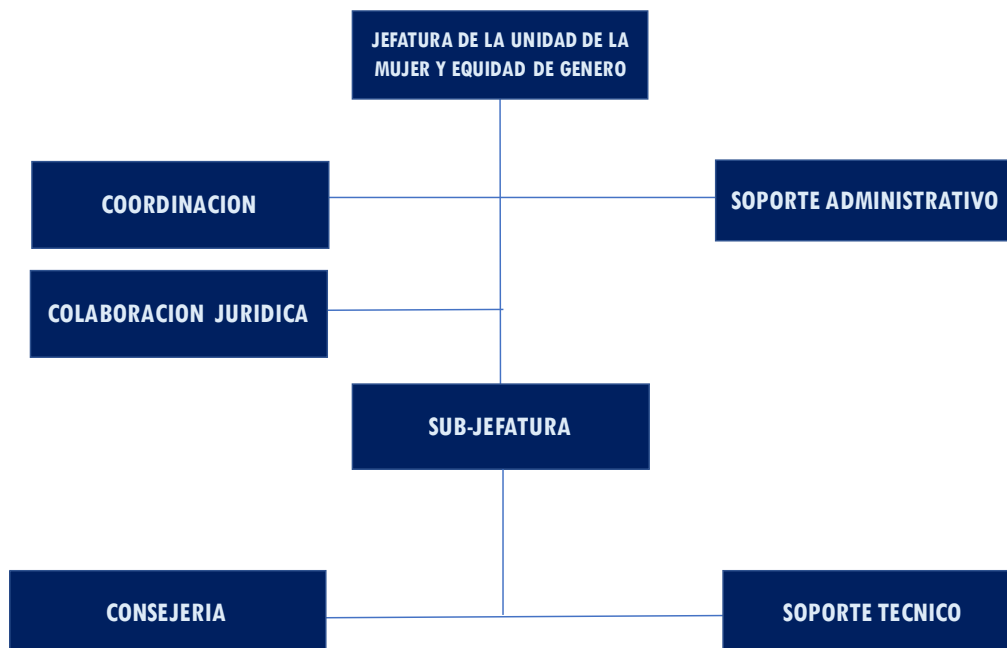 JEFATURA DE LA UNIDAD DE LA
MUJER Y EQUIDAD DE GENERO
COORDINACION
SOPORTE ADMINISTRATIVO
COLABORACION JURIDICA
SUB-JEFATURA
CONSEJERIA
SOPORTE TECNICO